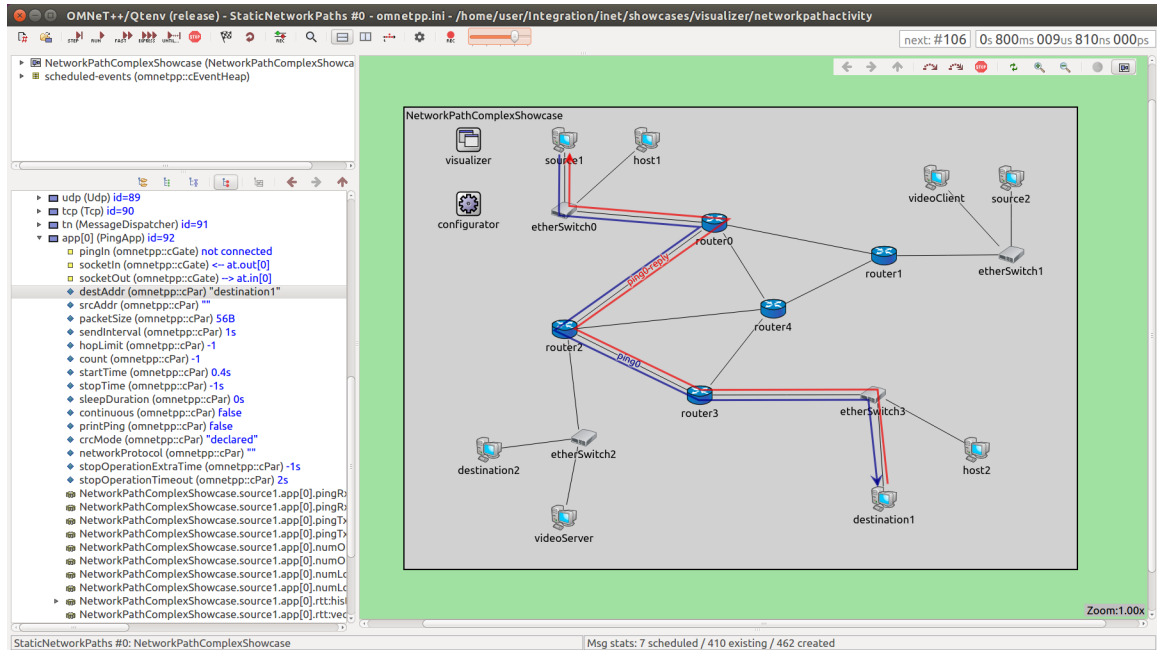 OMNeT++/Qtenv (release) - StaticNetworkPaths #0 - omnetpp.ini - /home/user/Integration/inet/showcases/visualizer/networkpathactivity
STEP RUN FAST EXPRESS UNTIL... STOP REC REC
next: #106 0s 800ms 009us 810ns 000ps
NetworkPathComplexShowcase (NetworkPathComplexShowca
scheduled-events (omnetpp::cEventHeap)
udp (Udp) id=89
tcp (Tcp) id=90
tn (MessageDispatcher) id=91
app[0] (PingApp) id=92
pingIn (omnetpp::cGate) not connected
socketIn (omnetpp::cGate) <-- at.out[0]
socketOut (omnetpp::cGate) --> at.in[0]
destAddr (omnetpp::cPar) "destination1"
srcAddr (omnetpp::cPar) ""
packetSize (omnetpp::cPar) 56B
sendInterval (omnetpp::cPar) 1s
hopLimit (omnetpp::cPar) -1
count (omnetpp::cPar) -1
startTime (omnetpp::cPar) 0.4s
stopTime (omnetpp::cPar) -1s
sleepDuration (omnetpp::cPar) 0s
continuous (omnetpp::cPar) false
printPing (omnetpp::cPar) false
crcMode (omnetpp::cPar) "declared"
networkProtocol (omnetpp::cPar) ""
stopOperationExtraTime (omnetpp::cPar) -1s
stopOperationTimeout (omnetpp::cPar) 2s
NetworkPathComplexShowcase.source1.app[0].pingRx
NetworkPathComplexShowcase.source1.app[0].pingRx
NetworkPathComplexShowcase.source1.app[0].pingTx
NetworkPathComplexShowcase.source1.app[0].pingTx
NetworkPathComplexShowcase.source1.app[0].numO
NetworkPathComplexShowcase.source1.app[0].numO
NetworkPathComplexShowcase.source1.app[0].numLo
NetworkPathComplexShowcase.source1.app[0].numLo
NetworkPathComplexShowcase.source1.app[0].rtt:his
NetworkPathComplexShowcase.source1.app[0].rtt:vec
STOP
NetworkPathComplexShowcase
visualizer
source1
host1
configurator
etherSwitch0
router0
videoClient
source2
router1
etherSwitch1
ping0-reply
router4
router2
ping0
router3
etherSwitch3
destination2
etherSwitch2
host2
videoServer
destination1
Zoom:1.00x
StaticNetworkPaths #0: NetworkPathComplexShowcase
Msg stats: 7 scheduled / 410 existing / 462 created